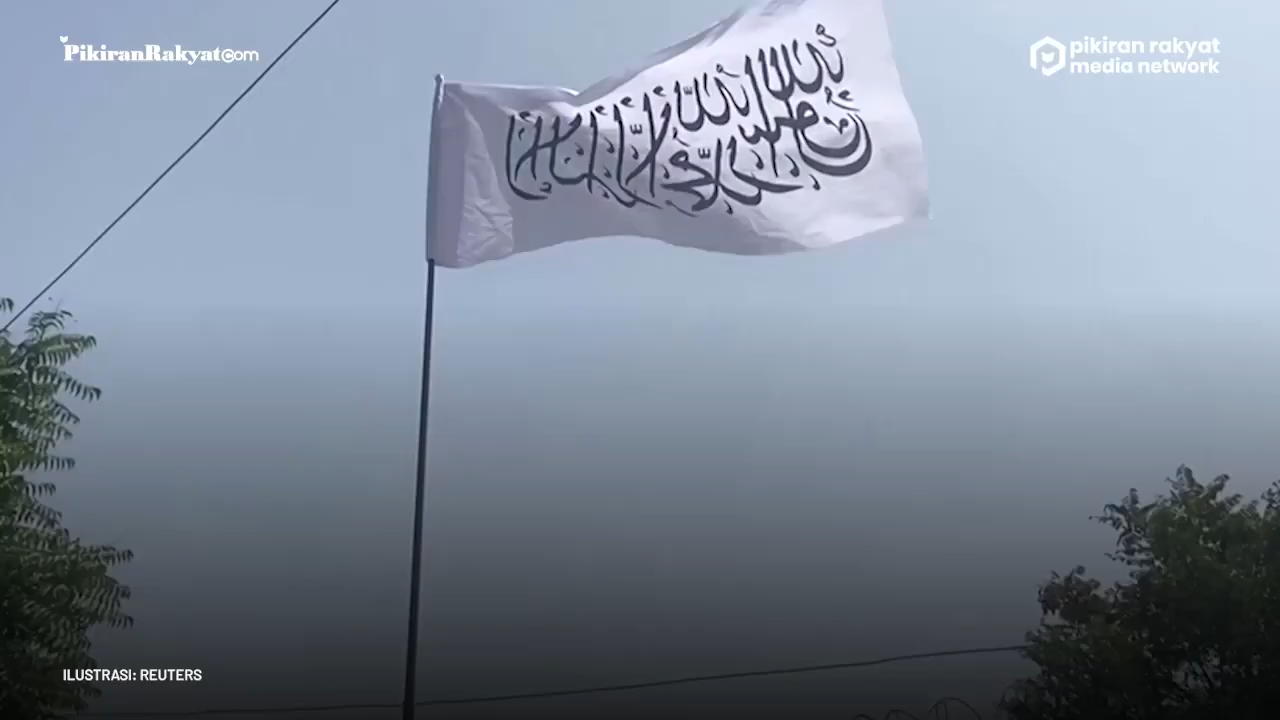 PikiranRakyat.com
pikiran rakyat
media network
لا إله إلا الله محمد رسول الله
ILUSTRASI: REUTERS